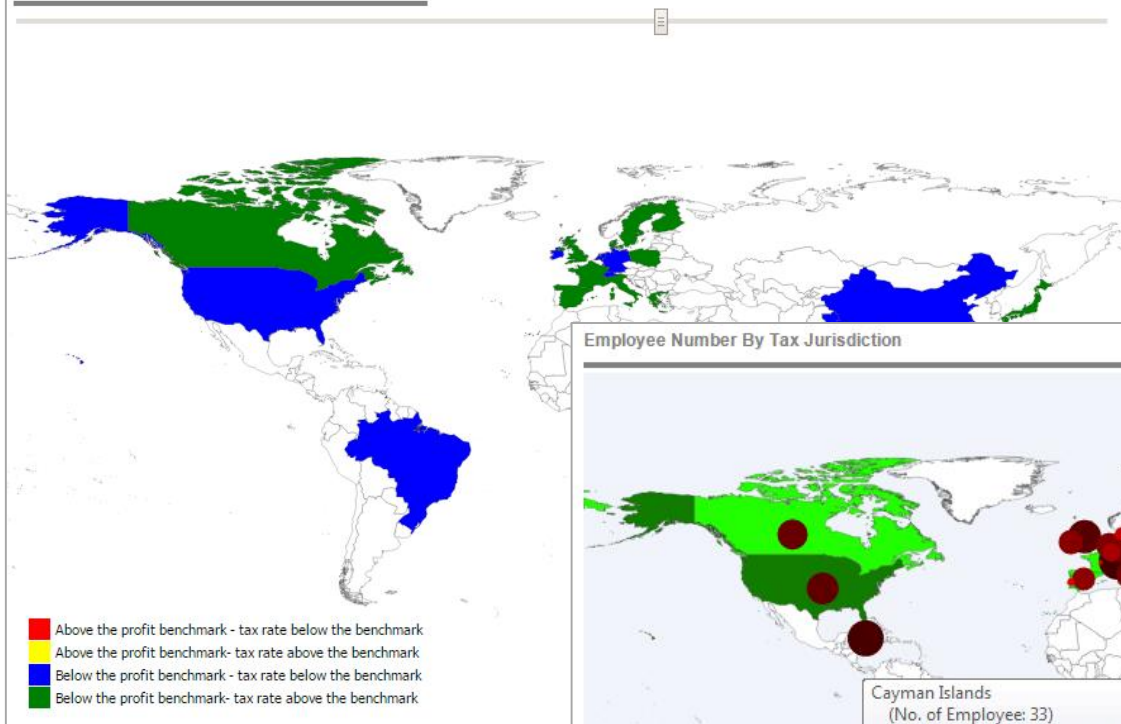 Employee Number By Tax Jurisdiction
Above the profit benchmark - tax rate below the benchmark
Above the profit benchmark- tax rate above the benchmark
Below the profit benchmark - tax rate below the benchmark
Below the profit benchmark- tax rate above the benchmark
Cayman Islands
(No. of Employee: 33)